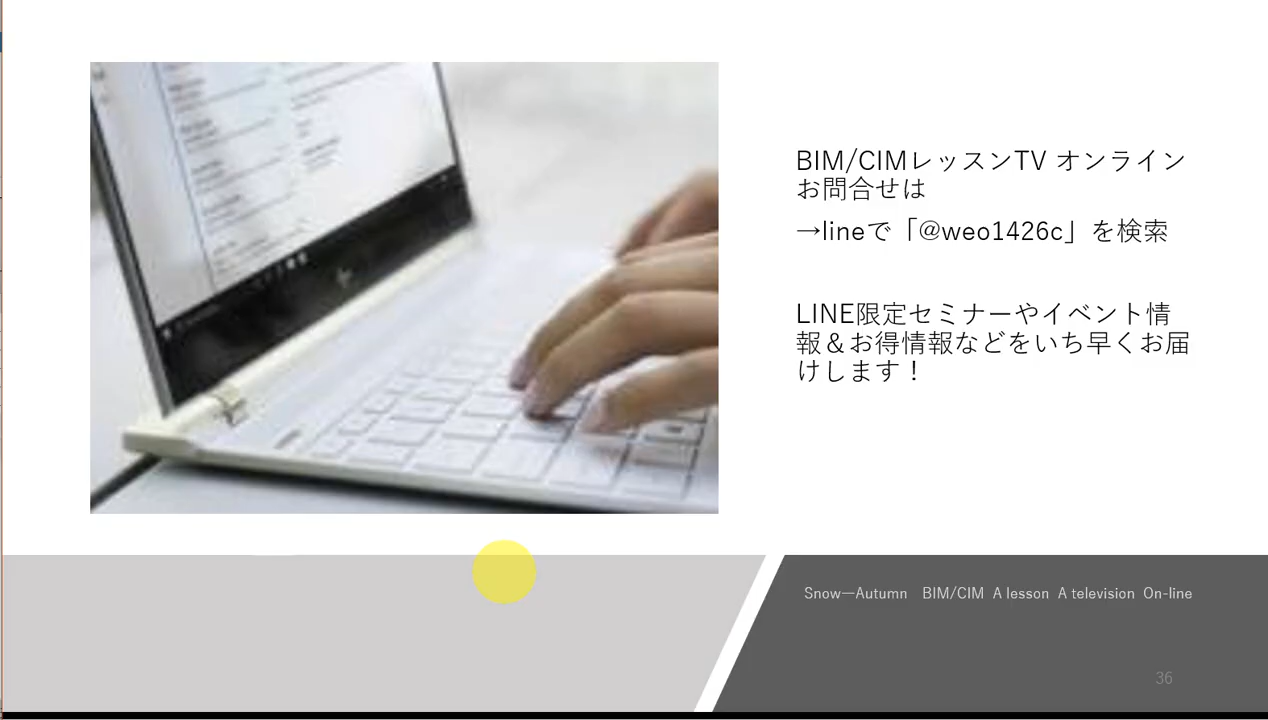 BIM/CIMレッスンTV オンライン
お問合せは
→lineで「@weo1426c」を検索
LINE限定セミナーやイベント情
報＆お得情報などをいち早くお届
けします！
Snow—Autumn BIM/CIM A lesson A television On-line
36